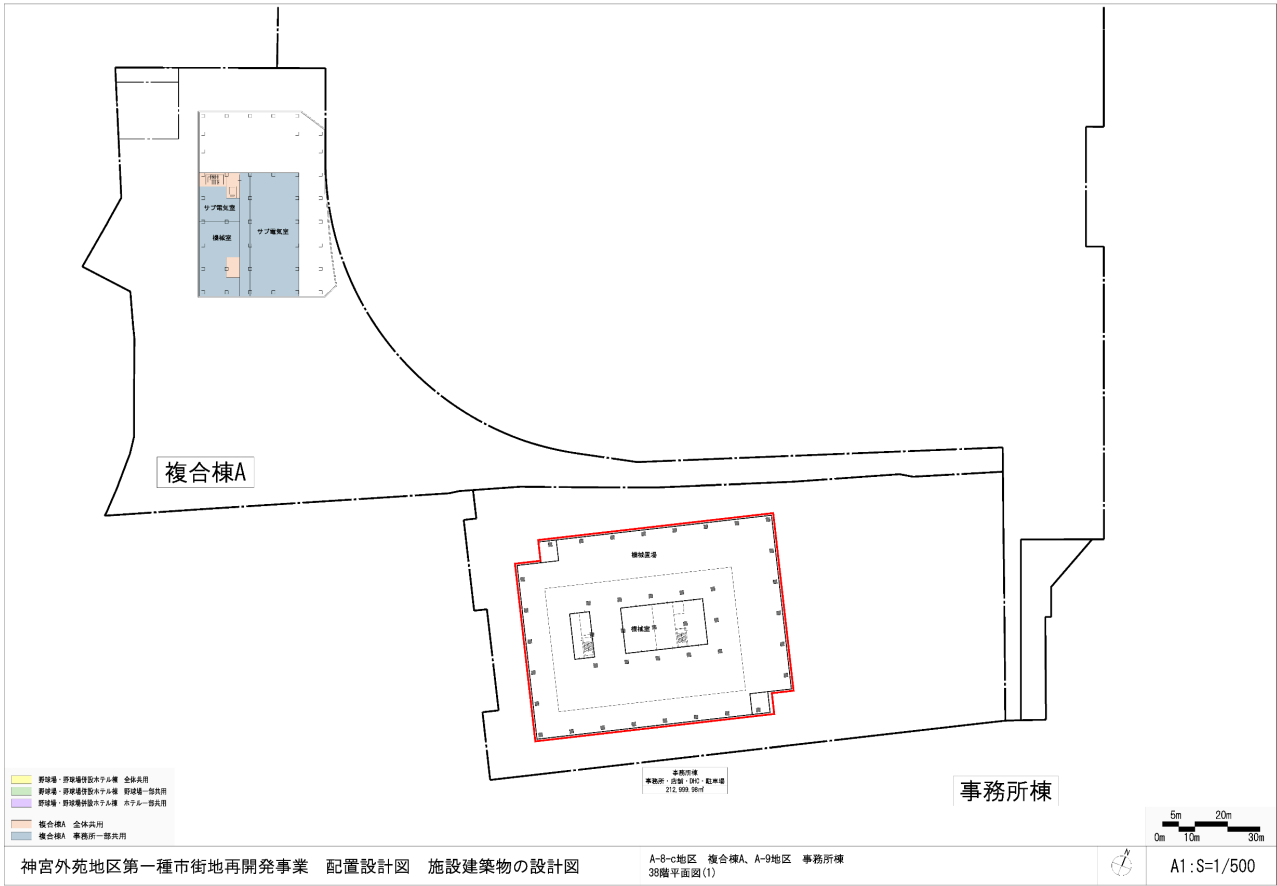 サブ電気室
サブ電気室
機械室
複合棟A
機械置場
機械室
事務所棟
事務所・店舗・DHC・駐車場
212,999.98㎡
事務所棟
野球場・野球場併設ホテル棟 全体共用
野球場・野球場併設ホテル棟 野球場一部共用
野球場・野球場併設ホテル棟 ホテル一部共用
複合棟A 全体共用
複合棟A 事務所一部共用
5m 20m
0m 10m 30m
神宮外苑地区第一種市街地再開発事業 配置設計図 施設建築物の設計図
A-8-c地区 複合棟A、A-9地区 事務所棟
38階平面図(1)
N
A1:S=1/500